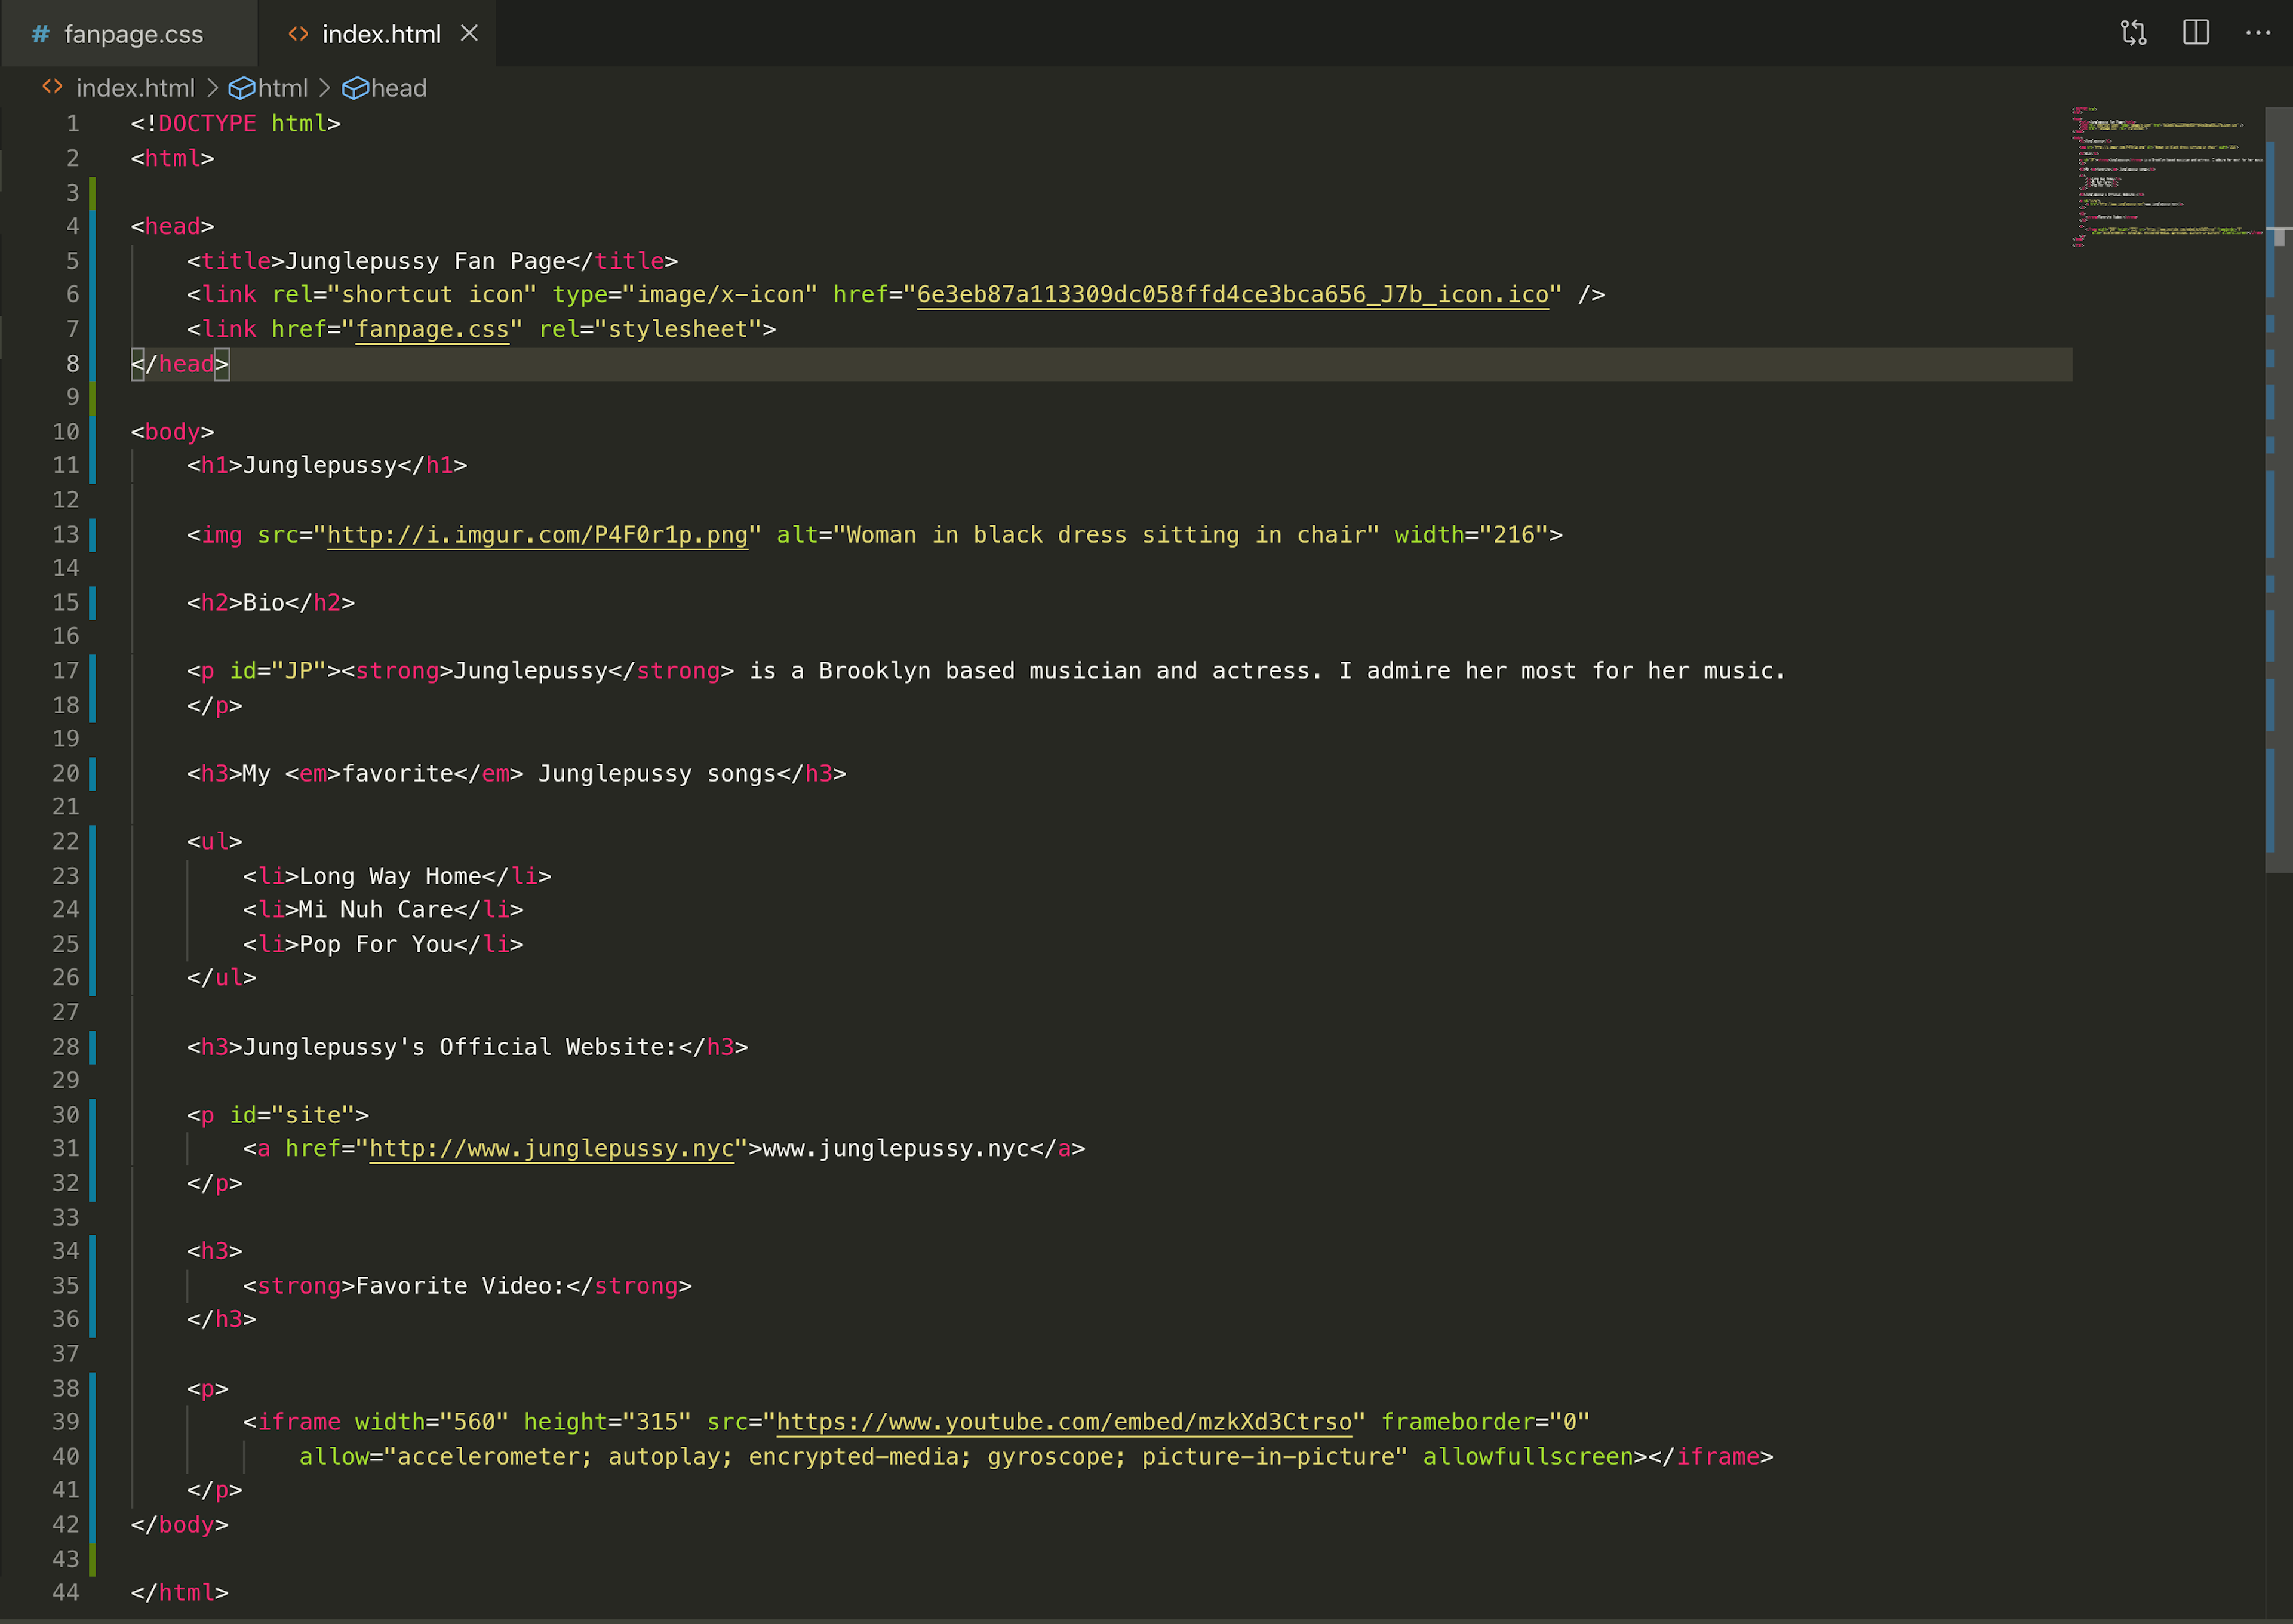 # fanpage.css <> index.html
<> index.html > html > head
1 <!DOCTYPE html>
2 <html>
3
4 <head>
5     <title>Junglepussy Fan Page</title>
6     <link rel="shortcut icon" type="image/x-icon" href="6e3eb87a113309dc058ffd4ce3bca656_J7b_icon.ico" />
7     <link href="fanpage.css" rel="stylesheet">
8 </head>
9
10 <body>
11     <h1>Junglepussy</h1>
12
13     <img src="http://i.imgur.com/P4F0r1p.png" alt="Woman in black dress sitting in chair" width="216">
14
15     <h2>Bio</h2>
16
17     <p id="JP"><strong>Junglepussy</strong> is a Brooklyn based musician and actress. I admire her most for her music.
18     </p>
19
20     <h3>My <em>favorite</em> Junglepussy songs</h3>
21
22     <ul>
23         <li>Long Way Home</li>
24         <li>Mi Nuh Care</li>
25         <li>Pop For You</li>
26     </ul>
27
28     <h3>Junglepussy's Official Website:</h3>
29
30     <p id="site">
31         <a href="http://www.junglepussy.nyc">www.junglepussy.nyc</a>
32     </p>
33
34     <h3>
35         <strong>Favorite Video:</strong>
36     </h3>
37
38     <p>
39         <iframe width="560" height="315" src="https://www.youtube.com/embed/mzkXd3Ctrso" frameborder="0"
40             allow="accelerometer; autoplay; encrypted-media; gyroscope; picture-in-picture" allowfullscreen></iframe>
41     </p>
42 </body>
43
44 </html>